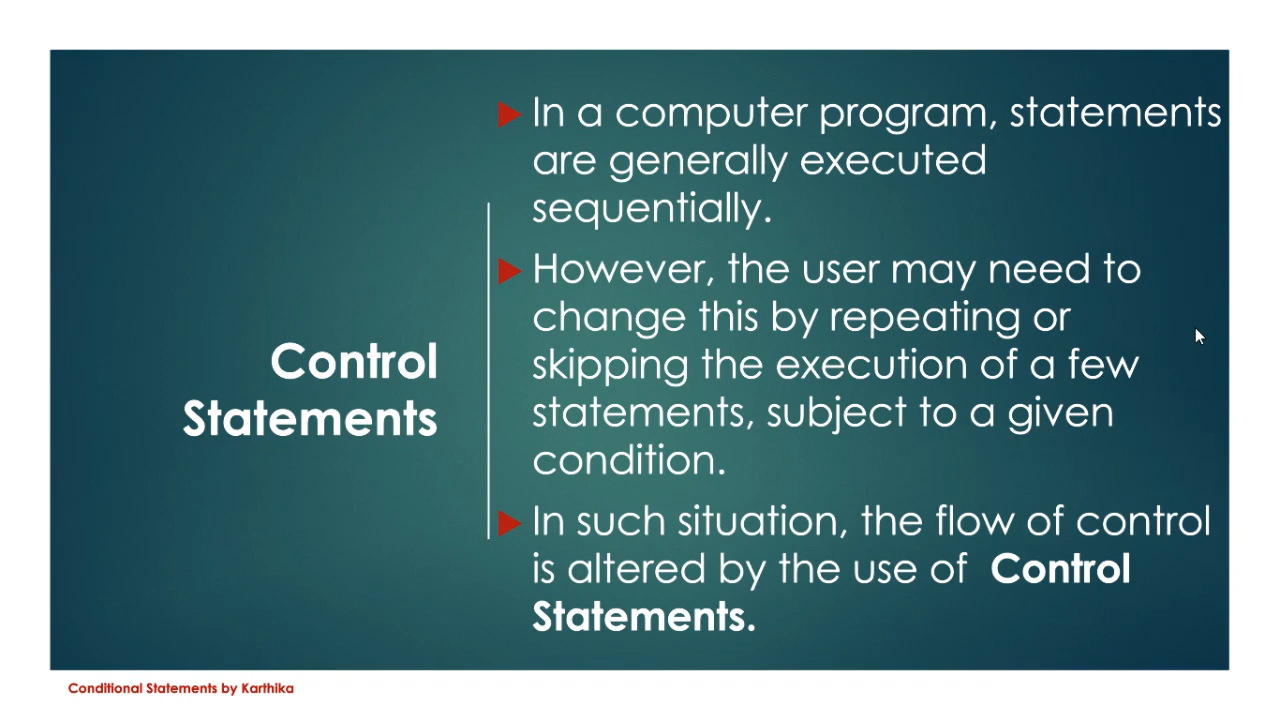 Control
Statements
In a computer program, statements
are generally executed
sequentially.
However, the user may need to
change this by repeating or
skipping the execution of a few
statements, subject to a given
condition.
In such situation, the flow of control
is altered by the use of Control
Statements.
Conditional Statements by Karthika